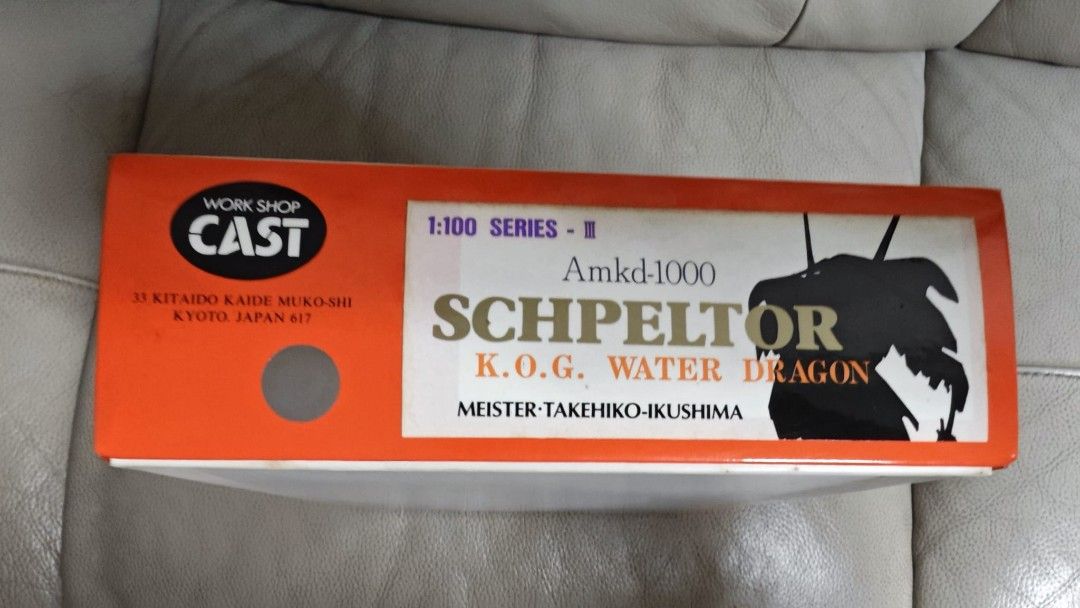 WORK SHOP
CAST
33 KITAIDO KAIDE MUKO-SHI
KYOTO. JAPAN 617
1:100 SERIES - III
Amkd-1000
SCHPELTOR
K.O.G. WATER DRAGON
MEISTER·TAKEHIKO-IKUSHIMA